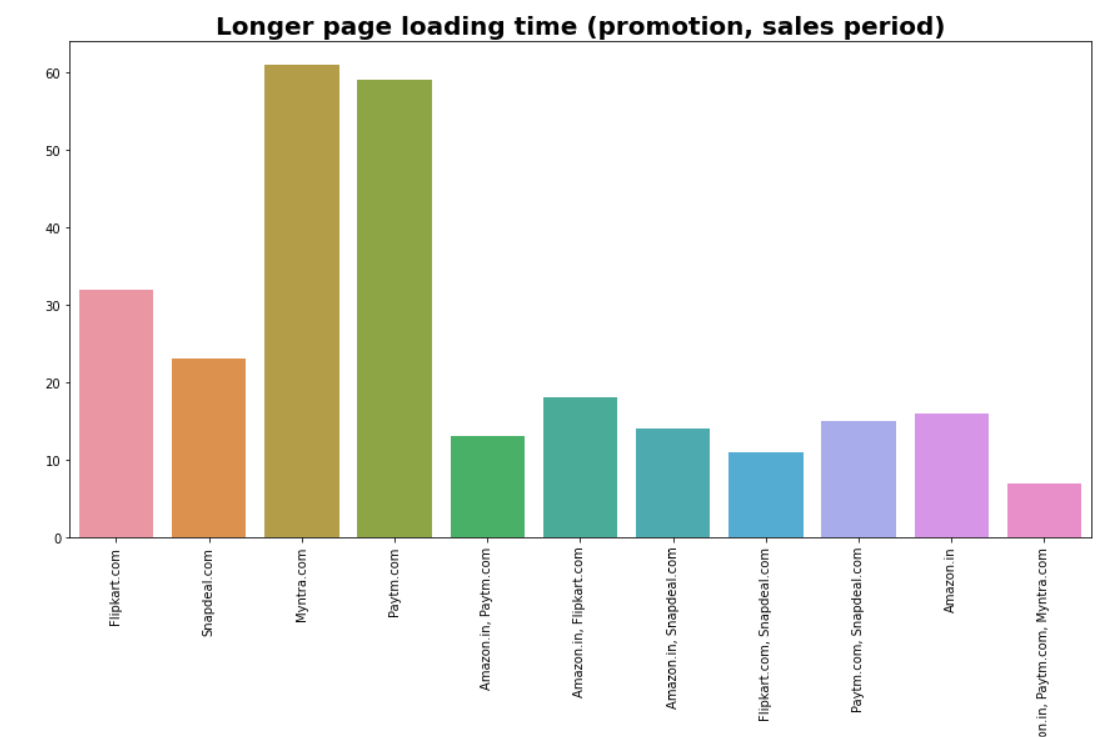 Longer page loading time (promotion, sales period)
60
50
40
30
20
10
0
Flipkart.com
Snapdeal.com
Myntra.com
Paytm.com
Amazon.in, Paytm.com
Amazon.in, Flipkart.com
Amazon.in, Snapdeal.com
Flipkart.com, Snapdeal.com
Paytm.com, Snapdeal.com
Amazon.in
on.in, Paytm.com, Myntra.com